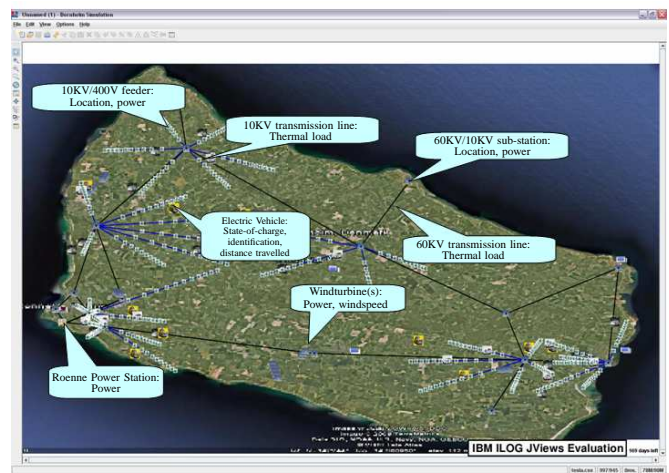 Unnamed (1) - Bornholm Simulation
File Edit View Options Help
10KV/400V feeder:
Location, power
10KV transmission line:
Thermal load
60KV/10KV sub-station:
Location, power
Electric Vehicle:
State-of-charge,
identification,
distance travelled
60KV transmission line:
Thermal load
Windturbine(s):
Power, windspeed
Roenne Power Station:
Power
IBM ILOG JViews Evaluation